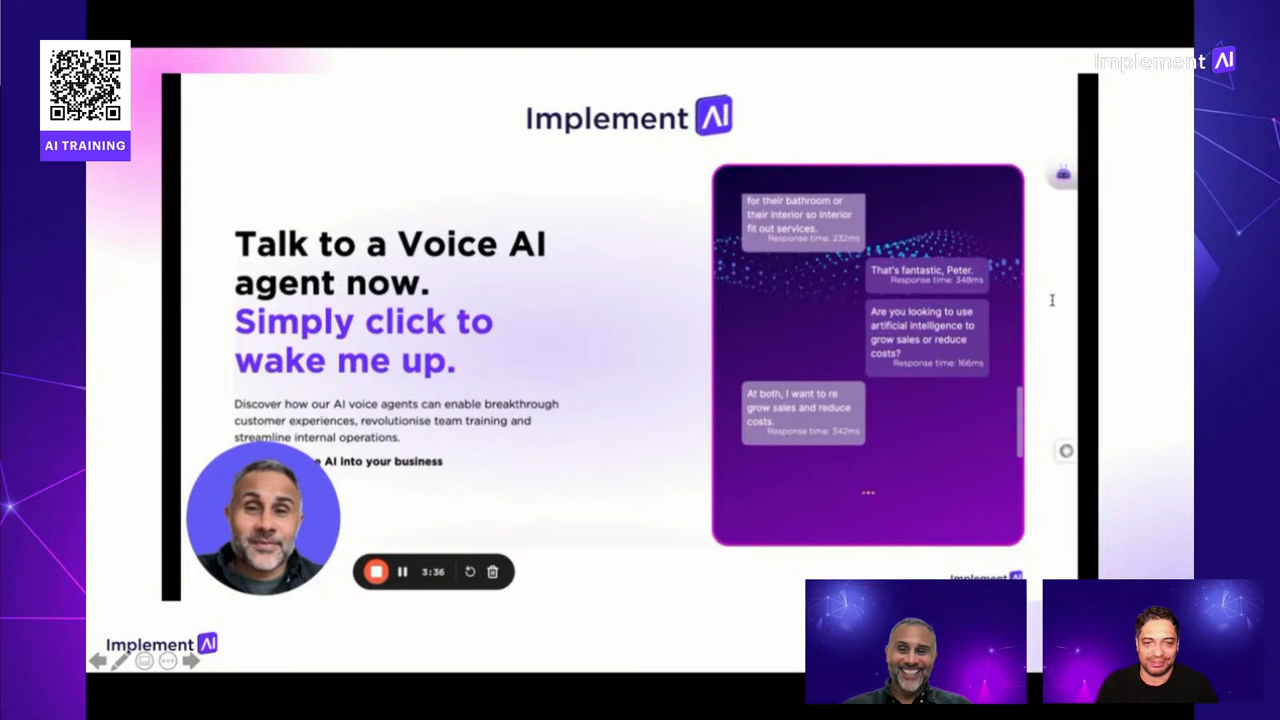 AI TRAINING
Implement AI
Implement AI
Talk to a Voice AI
agent now.
Simply click to
wake me up.
Discover how our AI voice agents can enable breakthrough
customer experiences, revolutionise team training and
streamline internal operations.
AI into your business
for their bathroom or
their interior so interior
fit out services.
Response time: 232ms
That's fantastic, Peter.
Response time: 348ms
Are you looking to use
artificial intelligence to
grow sales or reduce
costs?
Response time: 166ms
At both, I want to re
grow sales and reduce
costs.
Response time: 342ms
3:36
Implement AI
Implement AI